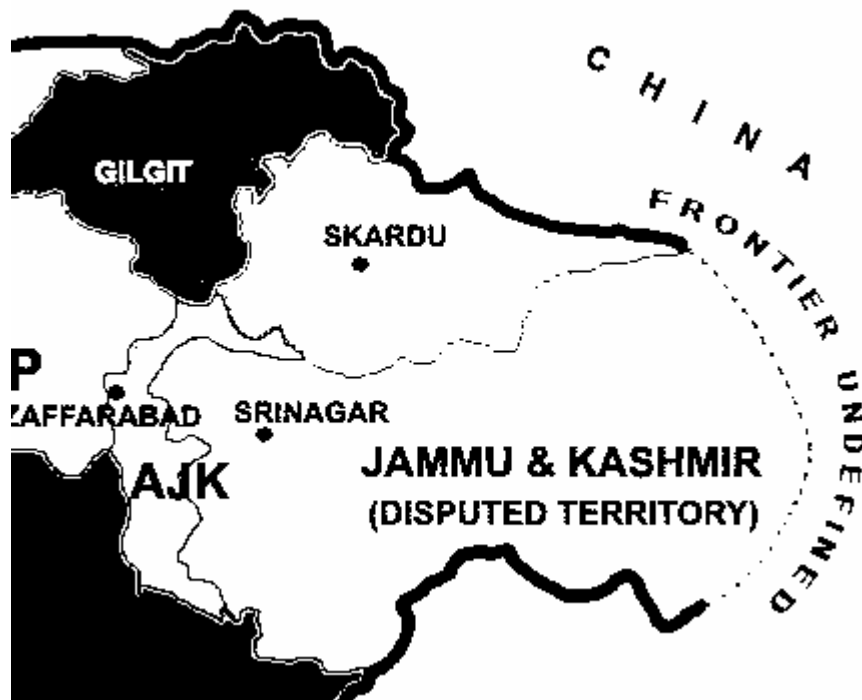 CHINA
FRONTIER UNDEFINED
GILGIT
SKARDU
P
ZAFFARABAD
SRINAGAR
AJK
JAMMU & KASHMIR
(DISPUTED TERRITORY)